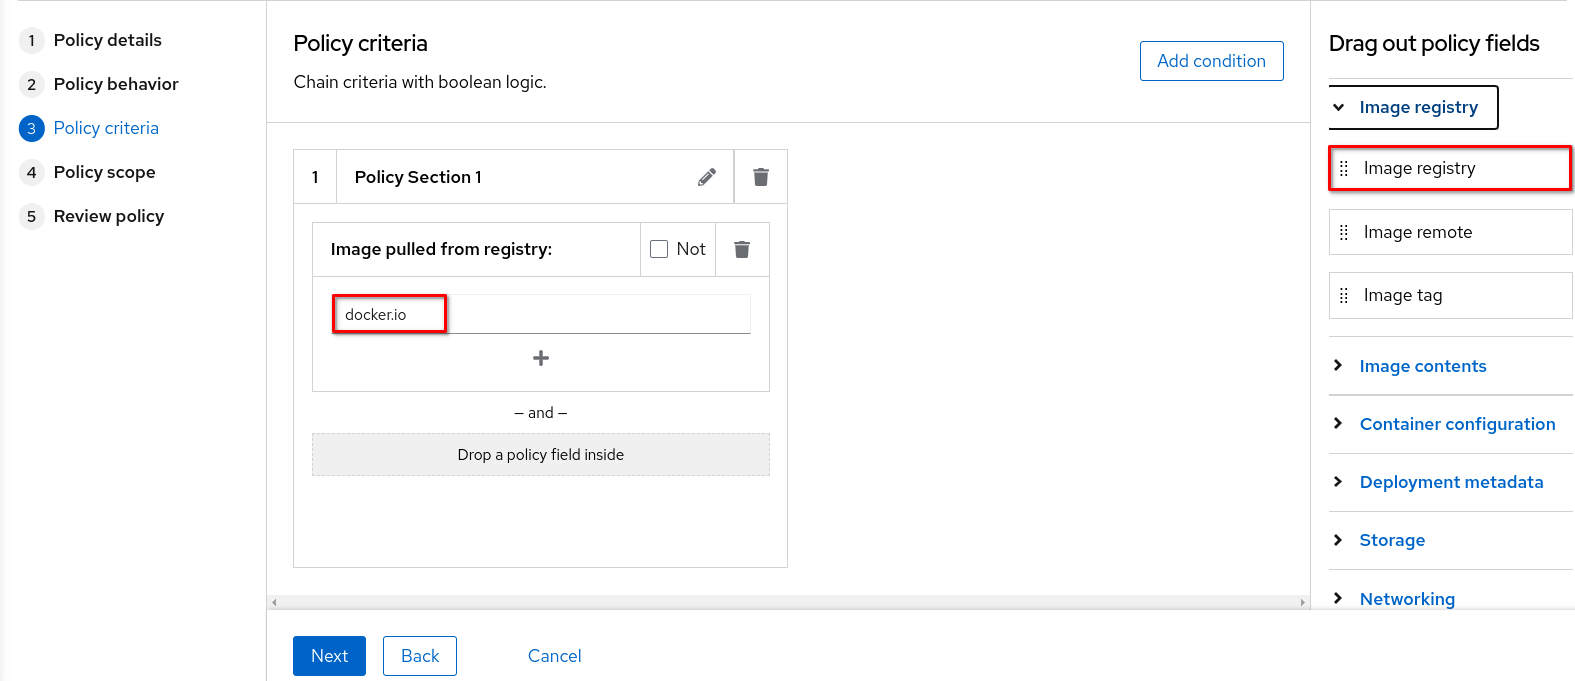 1 Policy details
2 Policy behavior
3 Policy criteria
4 Policy scope
5 Review policy
Policy criteria
Chain criteria with boolean logic.
Add condition
1 Policy Section 1
Image pulled from registry:
Not
docker.io
— and —
Drop a policy field inside
Next
Back
Cancel
Drag out policy fields
Image registry
Image registry
Image remote
Image tag
Image contents
Container configuration
Deployment metadata
Storage
Networking